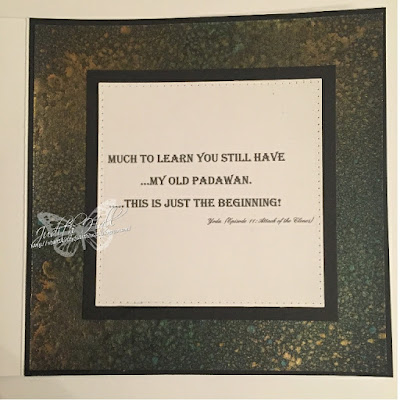 MUCH TO LEARN YOU STILL HAVE
...MY OLD PADAWAN.
....THIS IS JUST THE BEGINNING!
Yoda. (Episode 11: Attack of the Clones)